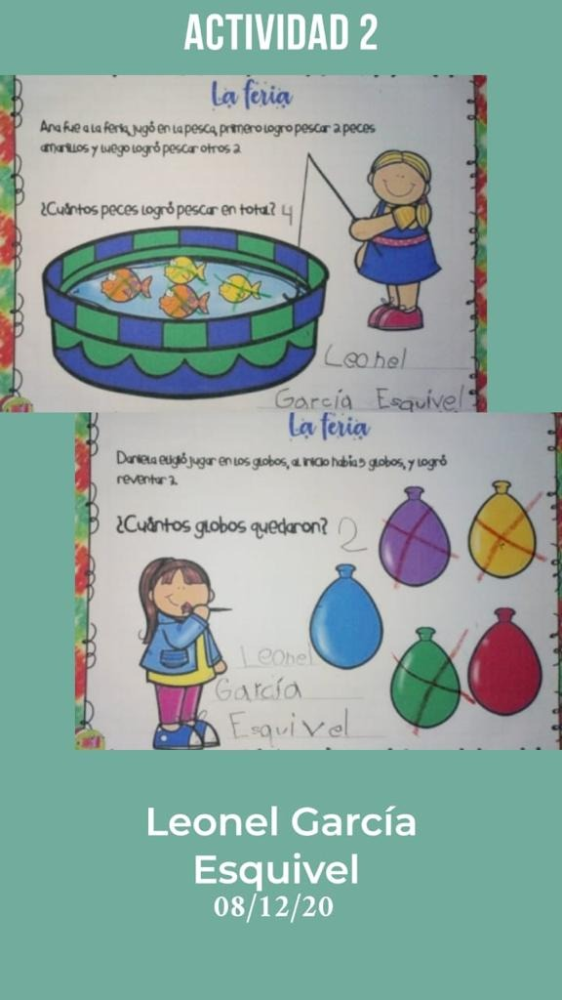 ACTIVIDAD 2
La feria
Ana fue a la feria, jugó en la pesca, primero logro pescar 2 peces
amarillos y luego logró pescar otros 2
¿Cuántos peces logró pescar en total? 4
Leonel
García Esquivel
La feria
Daniela eligió jugar en los globos, al inicio había 5 globos, y logró
reventar 3.
¿Cuántos globos quedaron? 2
Leonel
García
Esquivel
Leonel García
Esquivel
08/12/20